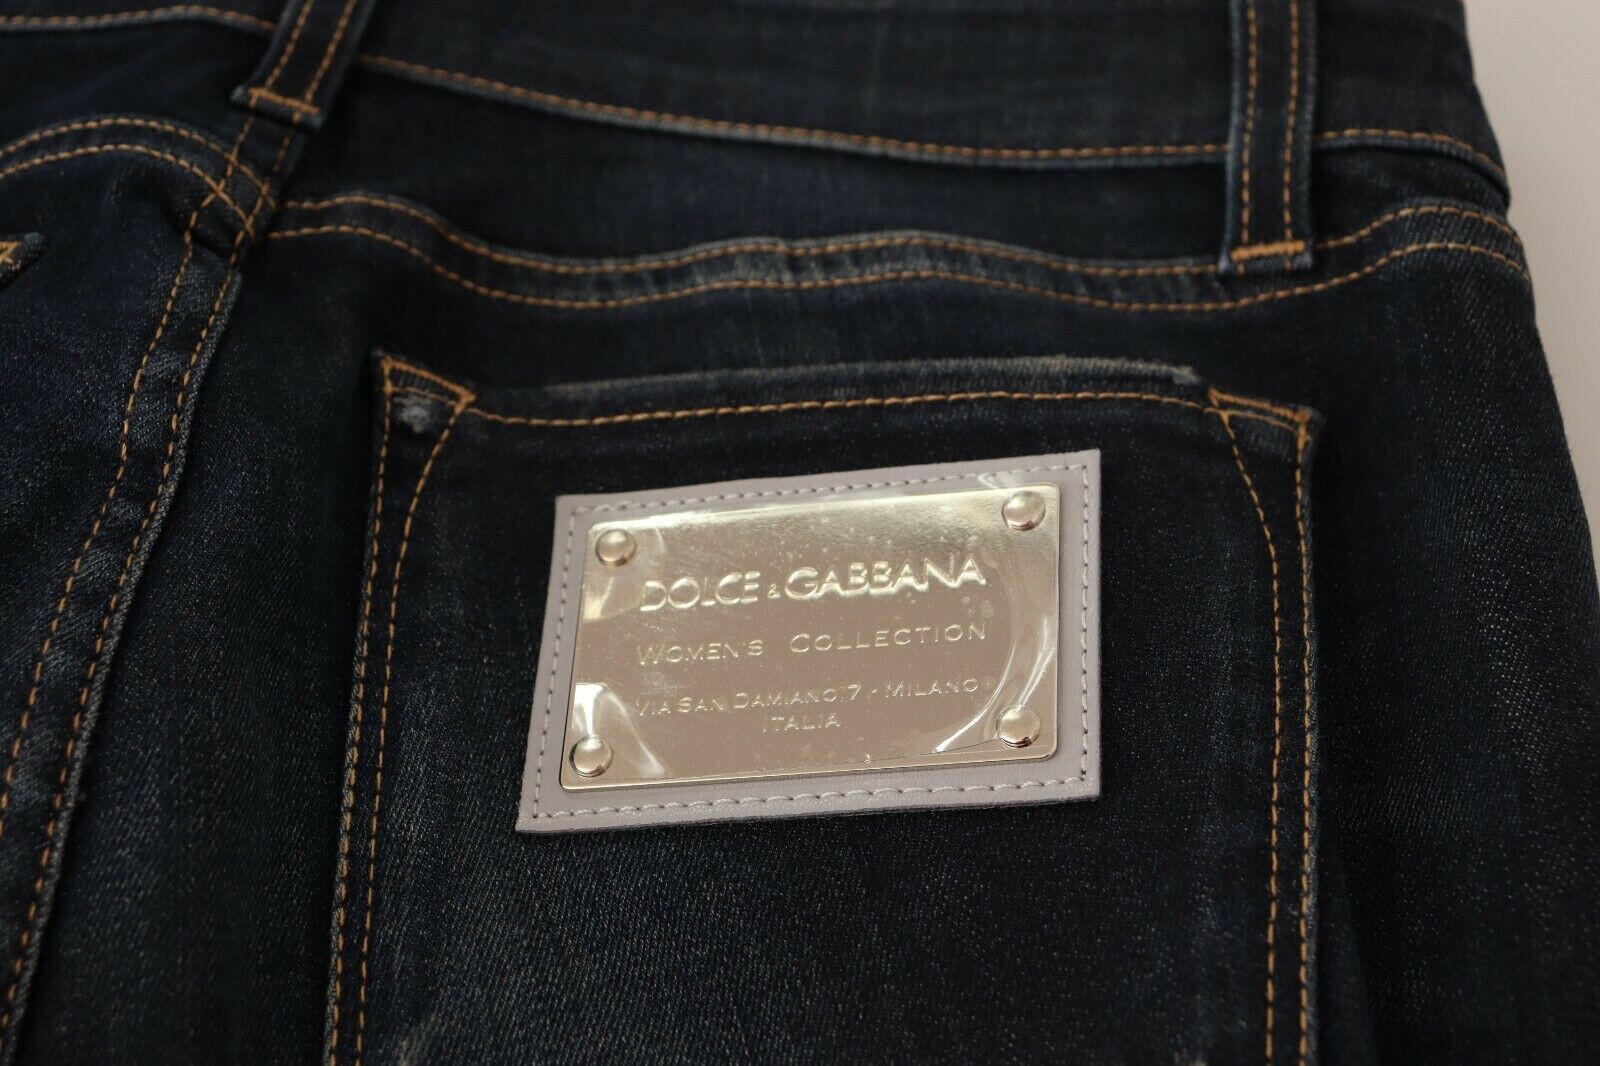 DOLCE & GABBANA
WOMEN'S COLLECTION
VIA SAN DAMIANO, 7 - MILANO
ITALIA